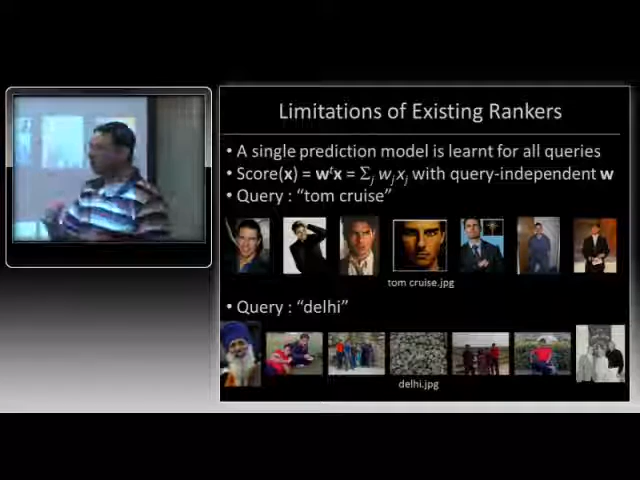 Limitations of Existing Rankers
• A single prediction model is learnt for all queries
• Score(x) = wᵗx = Σⱼ wⱼxⱼ with query-independent w
• Query : “tom cruise”
tom cruise.jpg
• Query : “delhi”
delhi.jpg